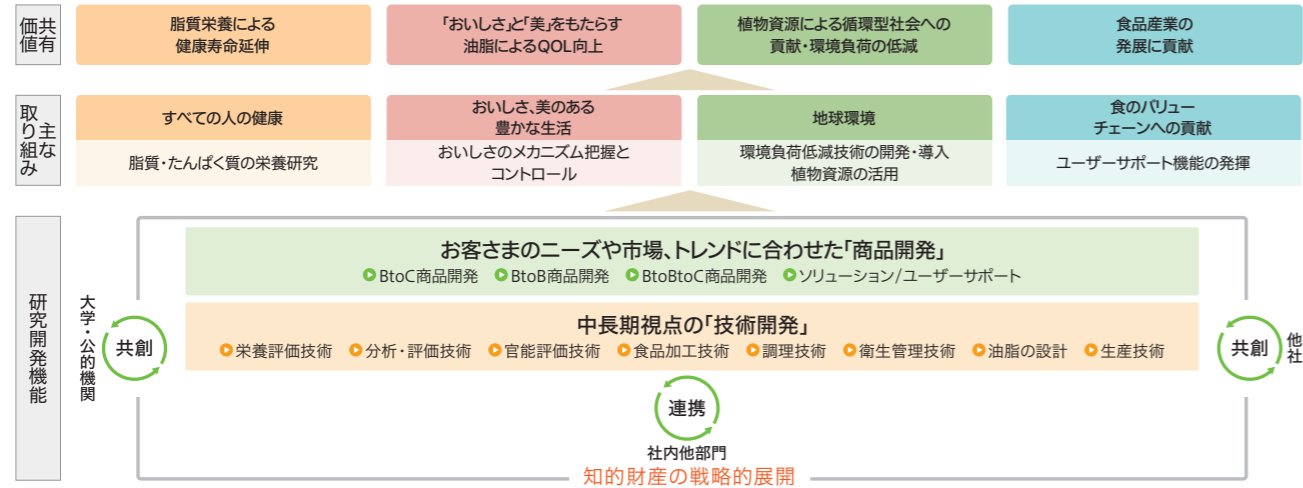 共有
価値
脂質栄養による
健康寿命延伸
「おいしさ」と「美」をもたらす
油脂によるQOL向上
植物資源による循環型社会への
貢献・環境負荷の低減
食品産業の
発展に貢献
主な
取り組み
すべての人の健康
脂質・たんぱく質の栄養研究
おいしさ、美のある
豊かな生活
おいしさのメカニズム把握と
コントロール
地球環境
環境負荷低減技術の開発・導入
植物資源の活用
食のバリュー
チェーンへの貢献
ユーザーサポート機能の発揮
研究開発機能
お客さまのニーズや市場、トレンドに合わせた「商品開発」
BtoC商品開発 BtoB商品開発 BtoBtoC商品開発 ソリューション/ユーザーサポート
中長期視点の「技術開発」
栄養評価技術 分析・評価技術 官能評価技術 食品加工技術 調理技術 衛生管理技術 油脂の設計 生産技術
大学・公的機関
共創
共創
他社
連携
社内他部門
知的財産の戦略的展開